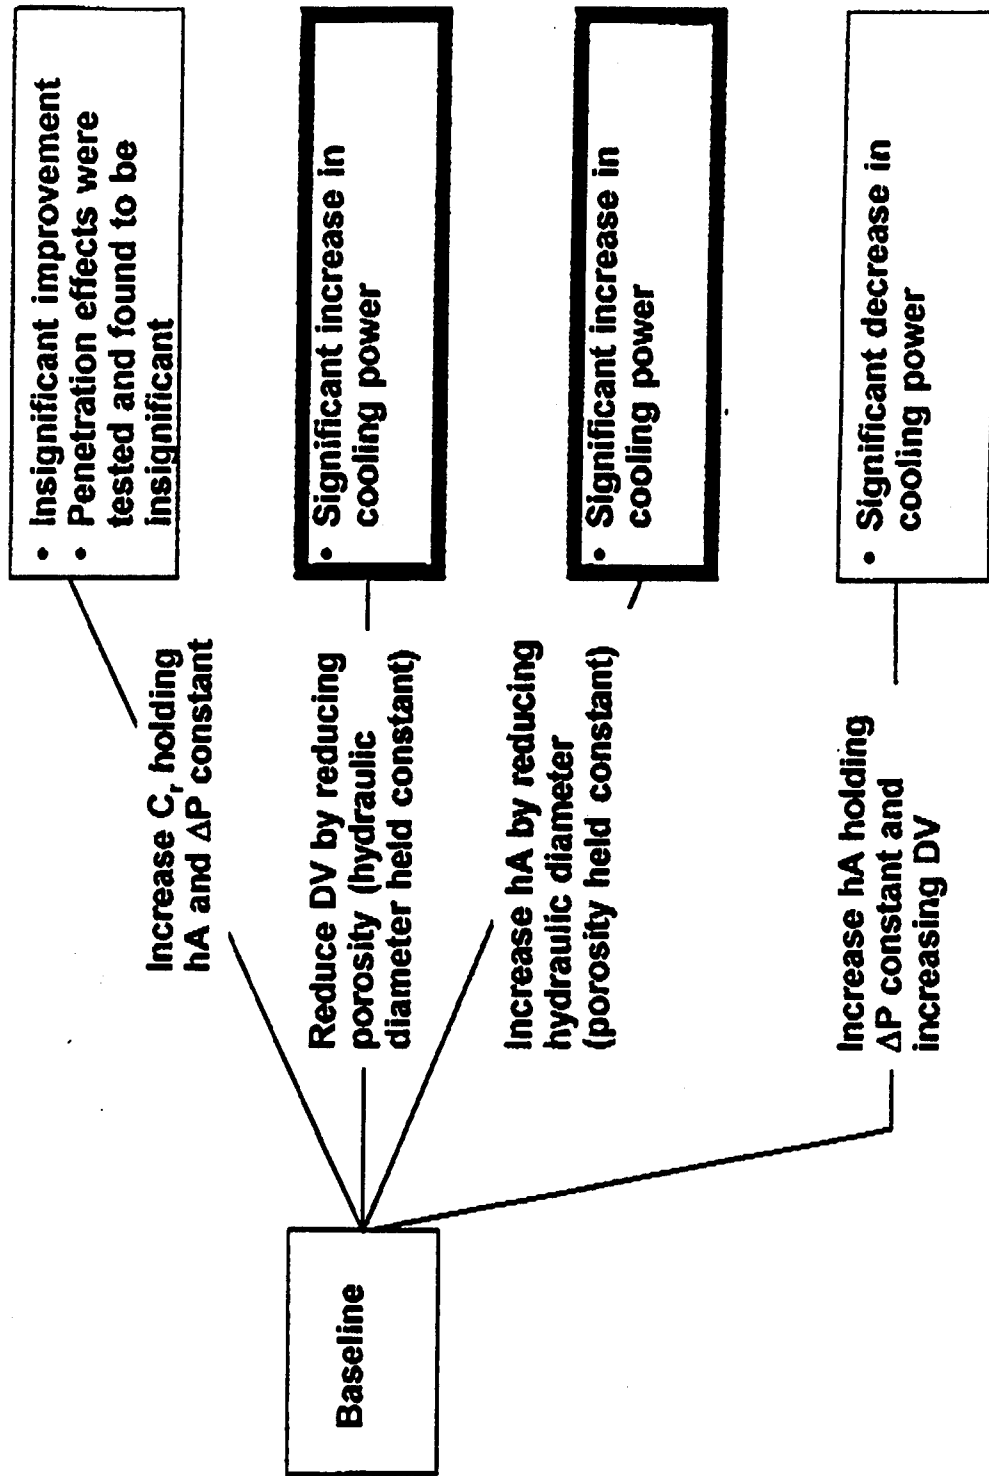 Baseline
Increase Cr holding
hA and ΔP constant
• Insignificant improvement
• Penetration effects were
tested and found to be
insignificant
Reduce DV by reducing
porosity (hydraulic
diameter held constant)
• Significant increase in
cooling power
Increase hA by reducing
hydraulic diameter
(porosity held constant)
• Significant increase in
cooling power
Increase hA holding
ΔP constant and
increasing DV
• Significant decrease in
cooling power